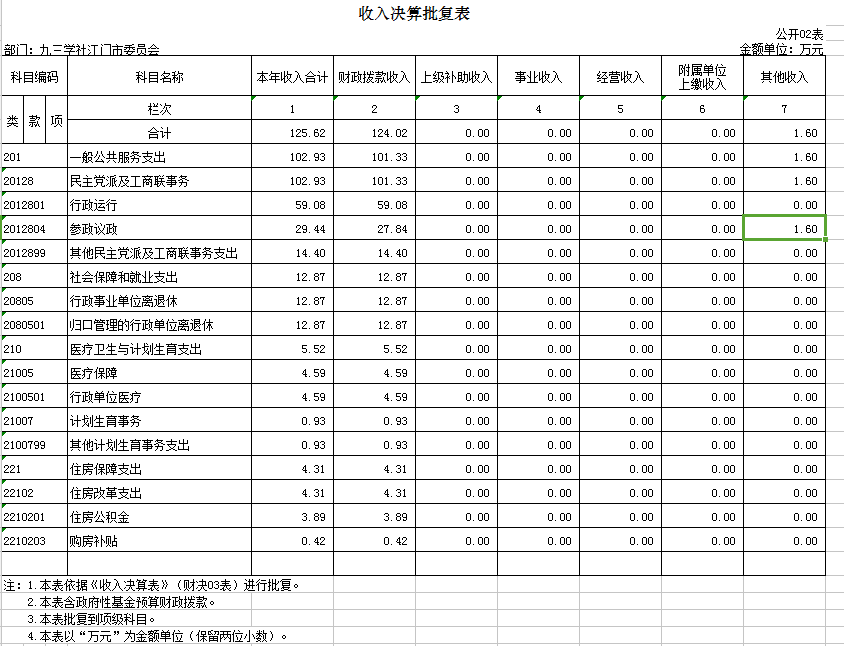 收入决算批复表
公开02表
部门：九三学社江门市委员会 金额单位：万元
科目编码 科目名称 本年收入合计 财政拨款收入 上级补助收入 事业收入 经营收入 附属单位上缴收入 其他收入
类 款 项 栏次 1 2 3 4 5 6 7
合计 125.62 124.02 0.00 0.00 0.00 0.00 1.60
201 一般公共服务支出 102.93 101.33 0.00 0.00 0.00 0.00 1.60
20128 民主党派及工商联事务 102.93 101.33 0.00 0.00 0.00 0.00 1.60
2012801 行政运行 59.08 59.08 0.00 0.00 0.00 0.00 0.00
2012804 参政议政 29.44 27.84 0.00 0.00 0.00 0.00 1.60
2012899 其他民主党派及工商联事务支出 14.40 14.40 0.00 0.00 0.00 0.00 0.00
208 社会保障和就业支出 12.87 12.87 0.00 0.00 0.00 0.00 0.00
20805 行政事业单位离退休 12.87 12.87 0.00 0.00 0.00 0.00 0.00
2080501 归口管理的行政单位离退休 12.87 12.87 0.00 0.00 0.00 0.00 0.00
210 医疗卫生与计划生育支出 5.52 5.52 0.00 0.00 0.00 0.00 0.00
21005 医疗保障 4.59 4.59 0.00 0.00 0.00 0.00 0.00
2100501 行政单位医疗 4.59 4.59 0.00 0.00 0.00 0.00 0.00
21007 计划生育事务 0.93 0.93 0.00 0.00 0.00 0.00 0.00
2100799 其他计划生育事务支出 0.93 0.93 0.00 0.00 0.00 0.00 0.00
221 住房保障支出 4.31 4.31 0.00 0.00 0.00 0.00 0.00
22102 住房改革支出 4.31 4.31 0.00 0.00 0.00 0.00 0.00
2210201 住房公积金 3.89 3.89 0.00 0.00 0.00 0.00 0.00
2210203 购房补贴 0.42 0.42 0.00 0.00 0.00 0.00 0.00
注：1.本表依据《收入决算表》（财决03表）进行批复。
2.本表含政府性基金预算财政拨款。
3.本表批复到项级科目。
4.本表以“万元”为金额单位（保留两位小数）。